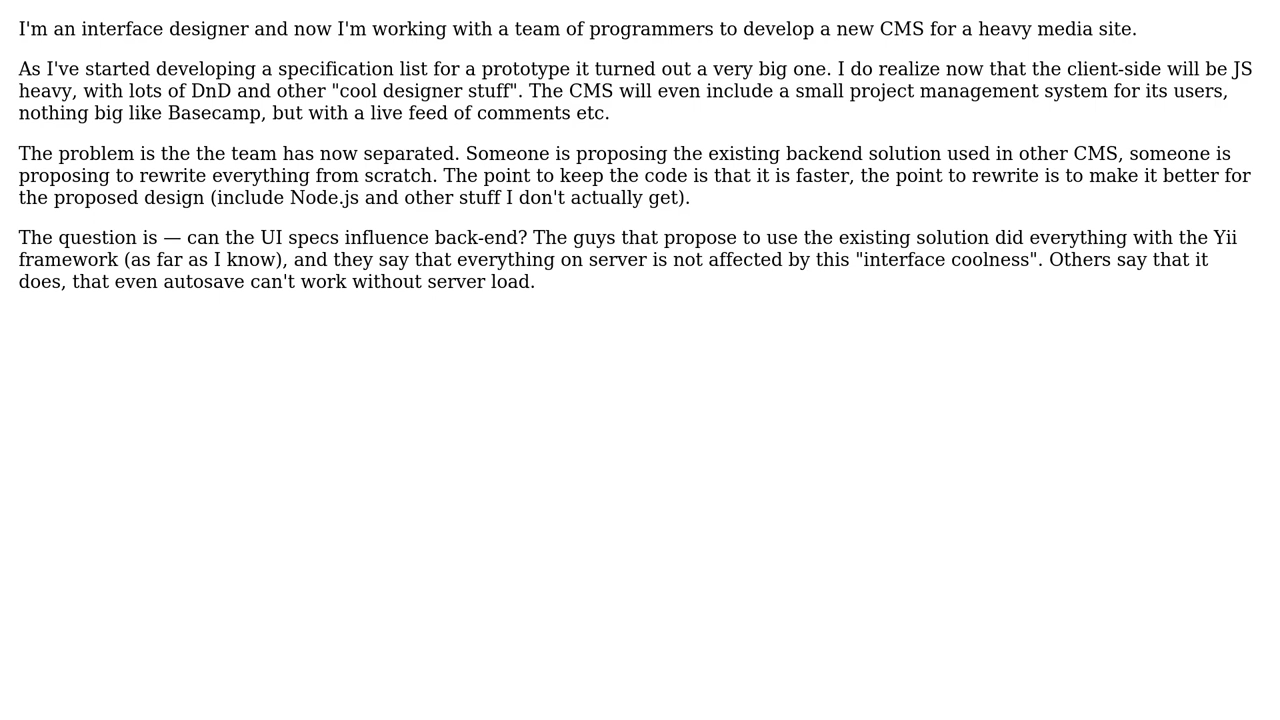 I'm an interface designer and now I'm working with a team of programmers to develop a new CMS for a heavy media site.
As I've started developing a specification list for a prototype it turned out a very big one. I do realize now that the client-side will be JS
heavy, with lots of DnD and other "cool designer stuff". The CMS will even include a small project management system for its users,
nothing big like Basecamp, but with a live feed of comments etc.
The problem is the the team has now separated. Someone is proposing the existing backend solution used in other CMS, someone is
proposing to rewrite everything from scratch. The point to keep the code is that it is faster, the point to rewrite is to make it better for
the proposed design (include Node.js and other stuff I don't actually get).
The question is — can the UI specs influence back-end? The guys that propose to use the existing solution did everything with the Yii
framework (as far as I know), and they say that everything on server is not affected by this "interface coolness". Others say that it
does, that even autosave can't work without server load.